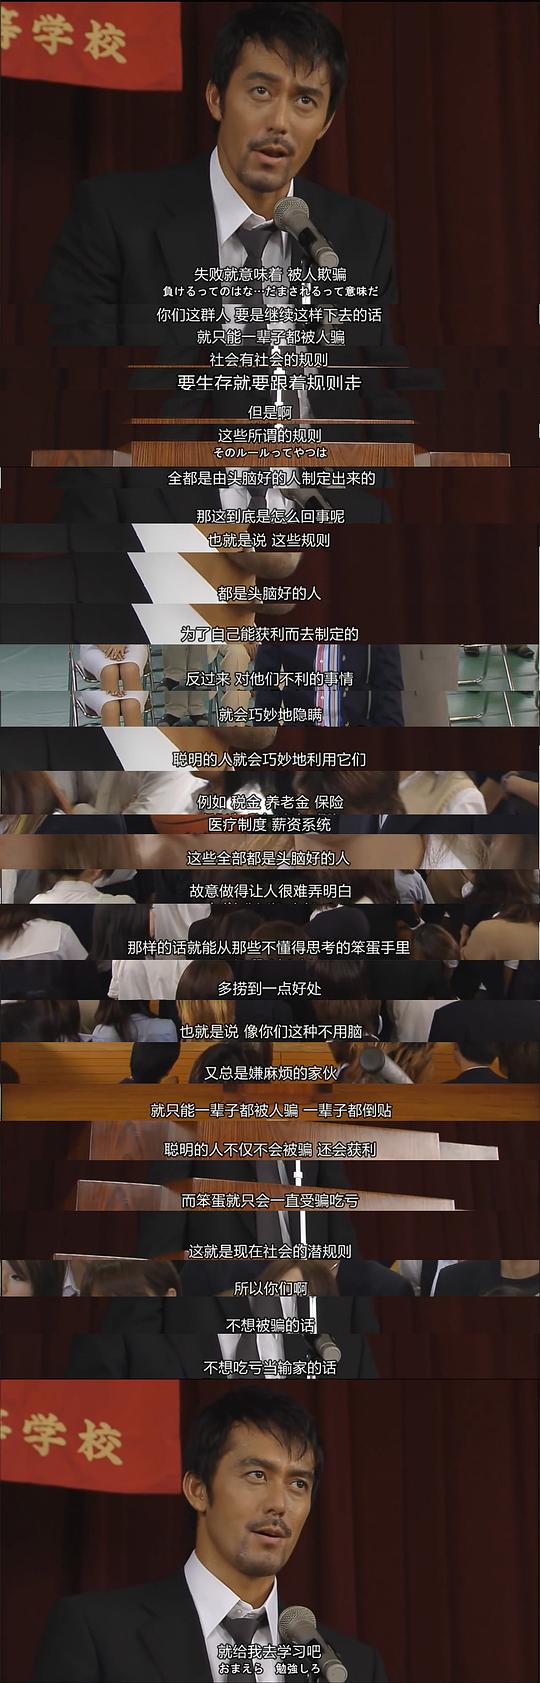 等学校
失败就意味着 被人欺骗
負けるってのはな…だまされるって意味だ
你们这群人 要是继续这样下去的话
就只能一辈子都被人骗
社会有社会的规则
要生存就要跟着规则走
但是啊
这些所谓的规则
そのルールってやつは
全都是由头脑好的人制定出来的
那这到底是怎么回事呢
也就是说 这些规则
都是头脑好的人
为了自己能获利而去制定的
反过来 对他们不利的事情
就会巧妙地隐瞒
聪明的人就会巧妙地利用它们
例如 税金 养老金 保险
医疗制度 薪资系统
这些全部都是头脑好的人
故意做得让人很难弄明白
那样的话就能从那些不懂得思考的笨蛋手里
多捞到一点好处
也就是说 像你们这种不用脑
又总是嫌麻烦的家伙
就只能一辈子都被人骗 一辈子都倒贴
聪明的人不仅不会被骗 还会获利
而笨蛋就只会一直受骗吃亏
这就是现在社会的潜规则
所以你们啊
不想被骗的话
不想吃亏当输家的话
等学校
就给我去学习吧
おまえら 勉強しろ